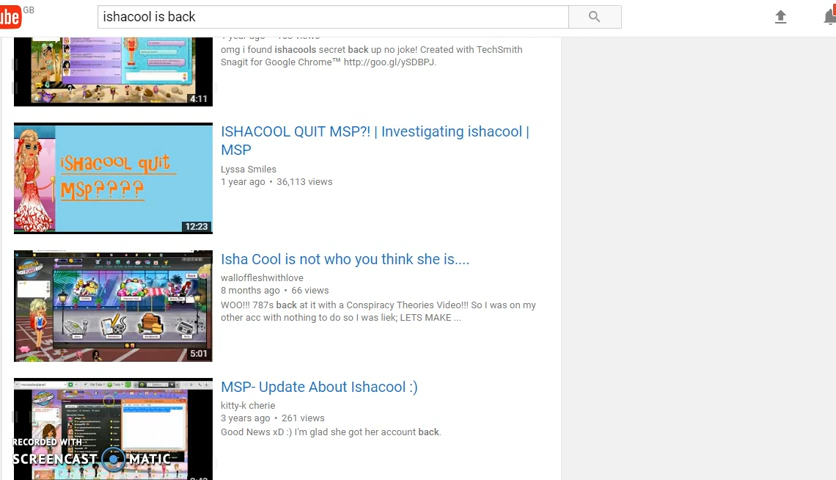 ube GB
ishacool is back
omg i found ishacools secret back up no joke! Created with TechSmith
Snagit for Google Chrome™ http://goo.gl/ySDBPJ.
4:11
ISHACOOL QUIT MSP?! | Investigating ishacool |
MSP
Lyssa Smiles
1 year ago • 36,113 views
iSHACOOL quit
MSP????
12:23
Isha Cool is not who you think she is....
walloffleshwithlove
8 months ago • 66 views
WOO!!! 787s back at it with a Conspiracy Theories Video!!! So I was on my
other acc with nothing to do so I was liek; LETS MAKE ...
5:01
MSP- Update About Ishacool :)
kitty-k cherie
3 years ago • 261 views
Good News xD :) I'm glad she got her account back.
RECORDED WITH
SCREENCAST MATIC